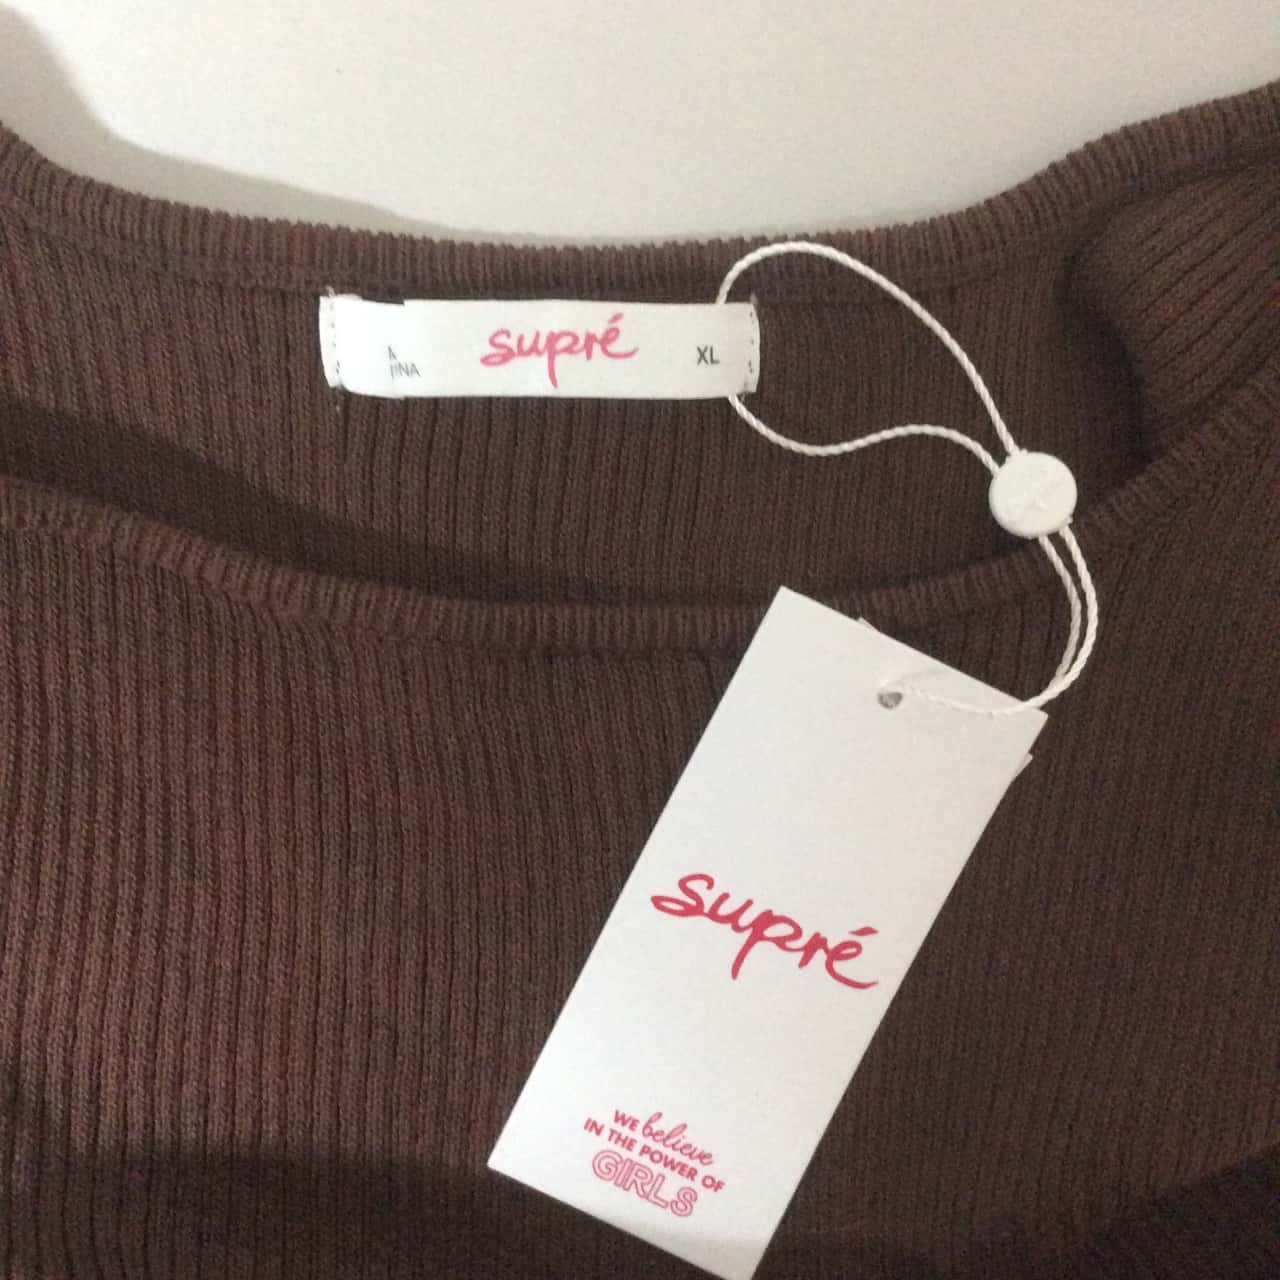 supré
XL
supré
WE believe
IN THE POWER OF
GIRLS